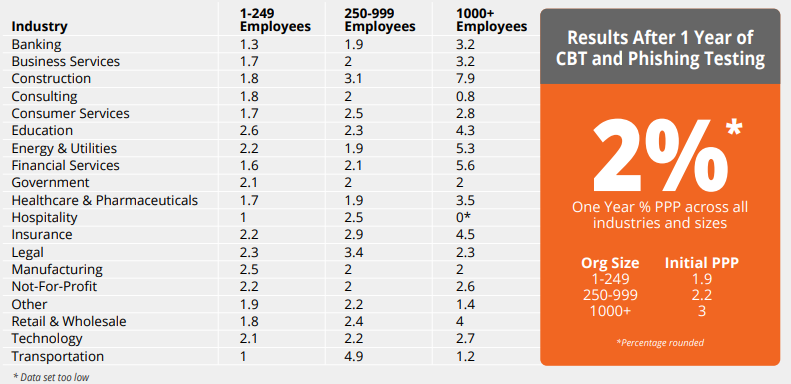 Industry 1-249 Employees 250-999 Employees 1000+ Employees
Banking 1.3 1.9 3.2
Business Services 1.7 2 3.2
Construction 1.8 3.1 7.9
Consulting 1.8 2 0.8
Consumer Services 1.7 2.5 2.8
Education 2.6 2.3 4.3
Energy & Utilities 2.2 1.9 5.3
Financial Services 1.6 2.1 5.6
Government 2.1 2 2
Healthcare & Pharmaceuticals 1.7 1.9 3.5
Hospitality 1 2.5 0*
Insurance 2.2 2.9 4.5
Legal 2.3 3.4 2.3
Manufacturing 2.5 2 2
Not-For-Profit 2.2 2 2.6
Other 1.9 2.2 1.4
Retail & Wholesale 1.8 2.4 4
Technology 2.1 2.2 2.7
Transportation 1 4.9 1.2
* Data set too low
Results After 1 Year of
CBT and Phishing Testing
2%*
One Year % PPP across all
industries and sizes
Org Size Initial PPP
1-249 1.9
250-999 2.2
1000+ 3
*Percentage rounded